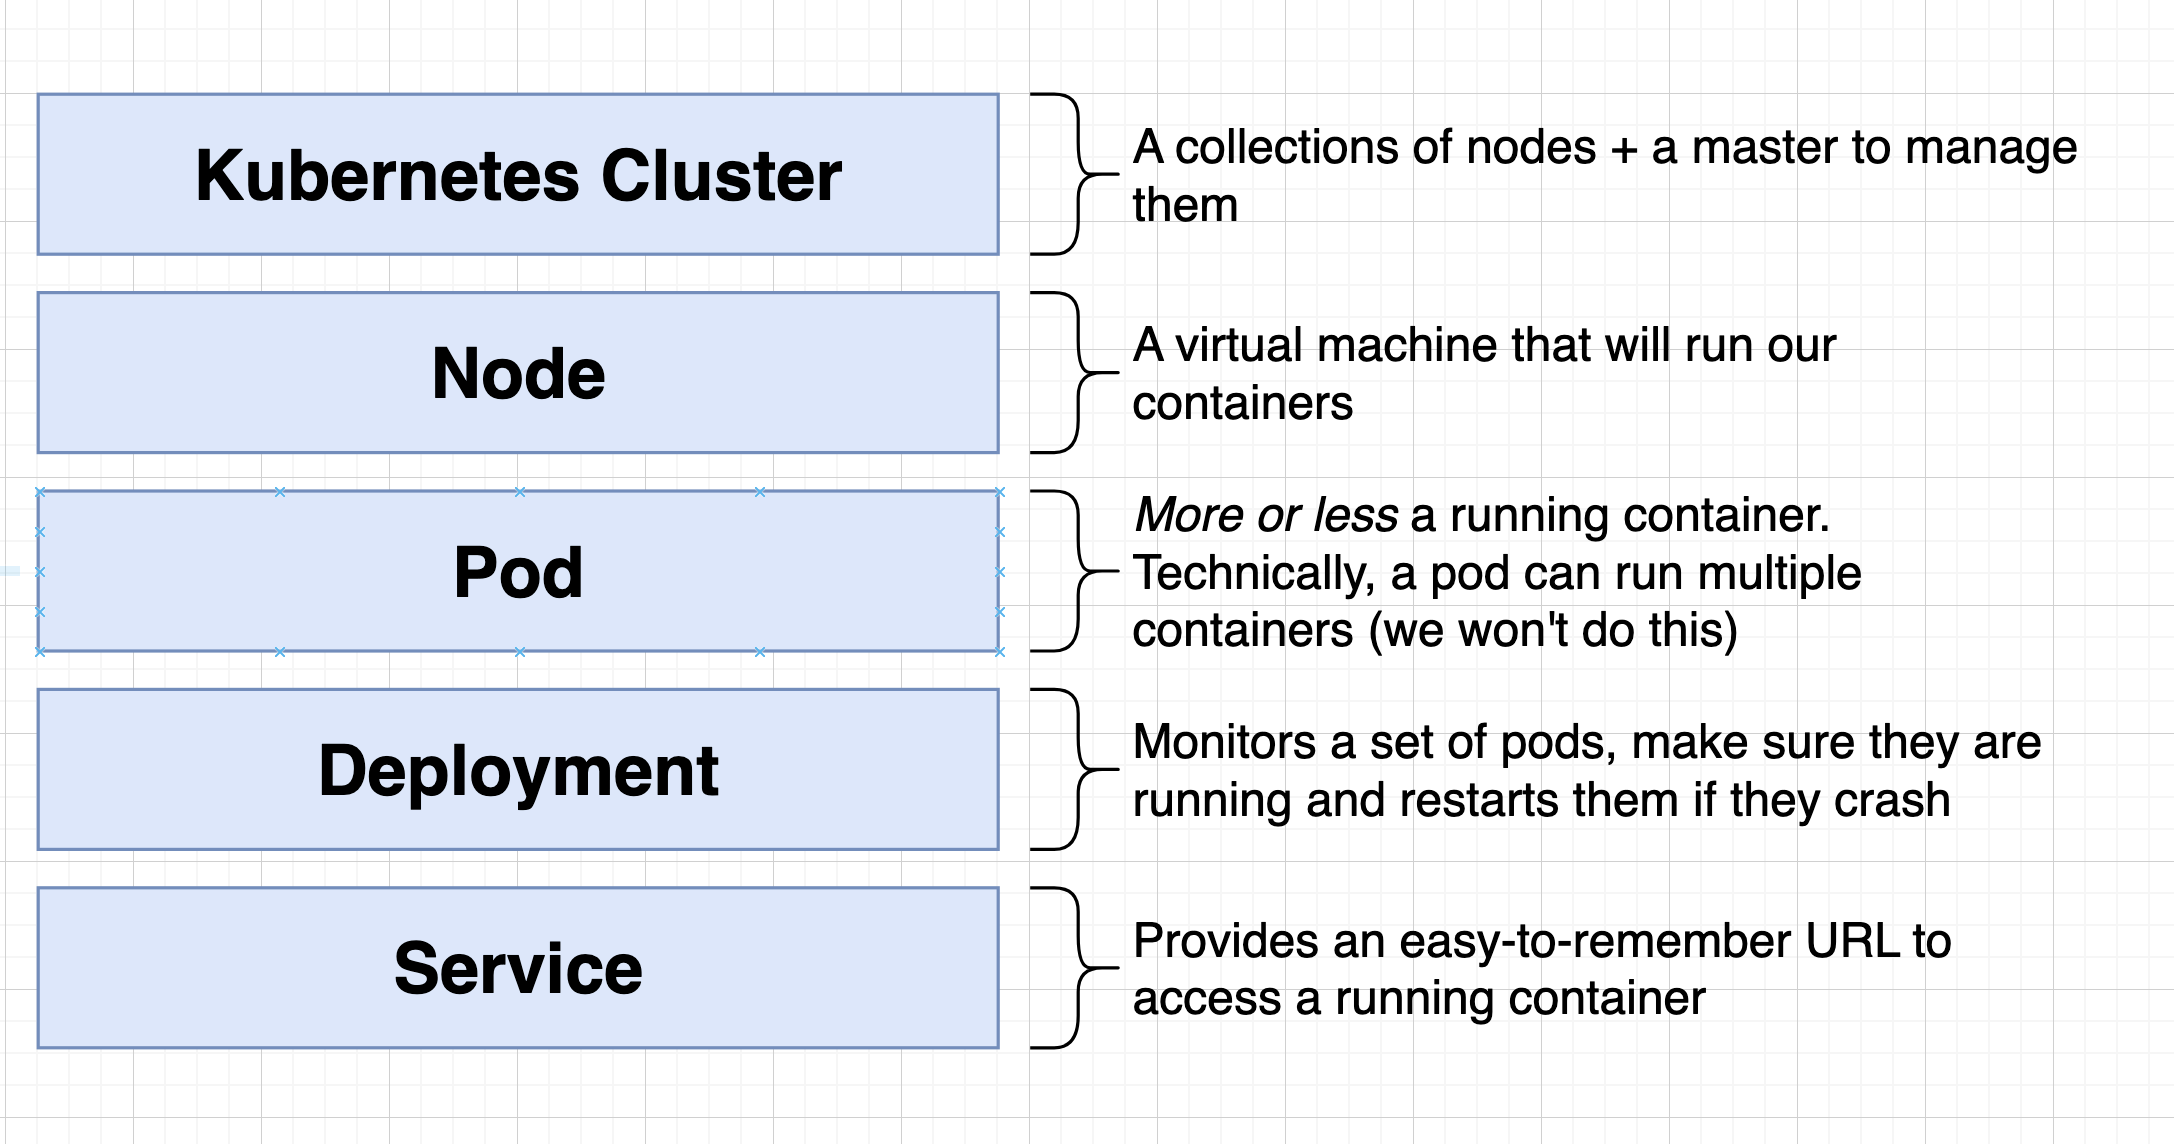 Kubernetes Cluster
A collections of nodes + a master to manage
them
Node
A virtual machine that will run our
containers
Pod
More or less a running container.
Technically, a pod can run multiple
containers (we won't do this)
Deployment
Monitors a set of pods, make sure they are
running and restarts them if they crash
Service
Provides an easy-to-remember URL to
access a running container